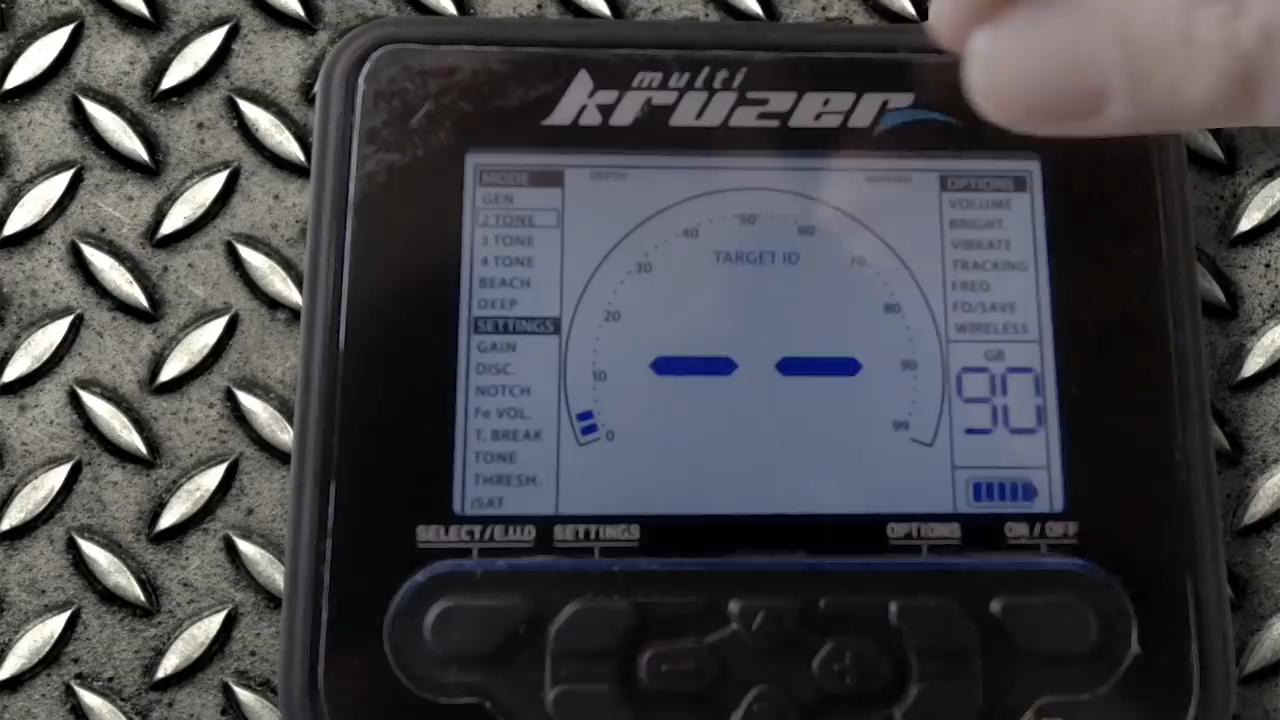 multi
kruzer
MODE
GEN
2 TONE
3 TONE
4 TONE
BEACH
DEEP
SETTINGS
GAIN
DISC.
NOTCH
Fe VOL.
T. BREAK
TONE
THRESH.
iSAT
DEPTH
0
10
20
30
40
50
60
70
80
90
99
TARGET ID
-- --
OPTIONS
VOLUME
BRIGHT.
VIBRATE
TRACKING
FREQ.
FD/SAVE
WIRELESS
GB
90
SELECT/E.U.D SETTINGS OPTIONS ON / OFF